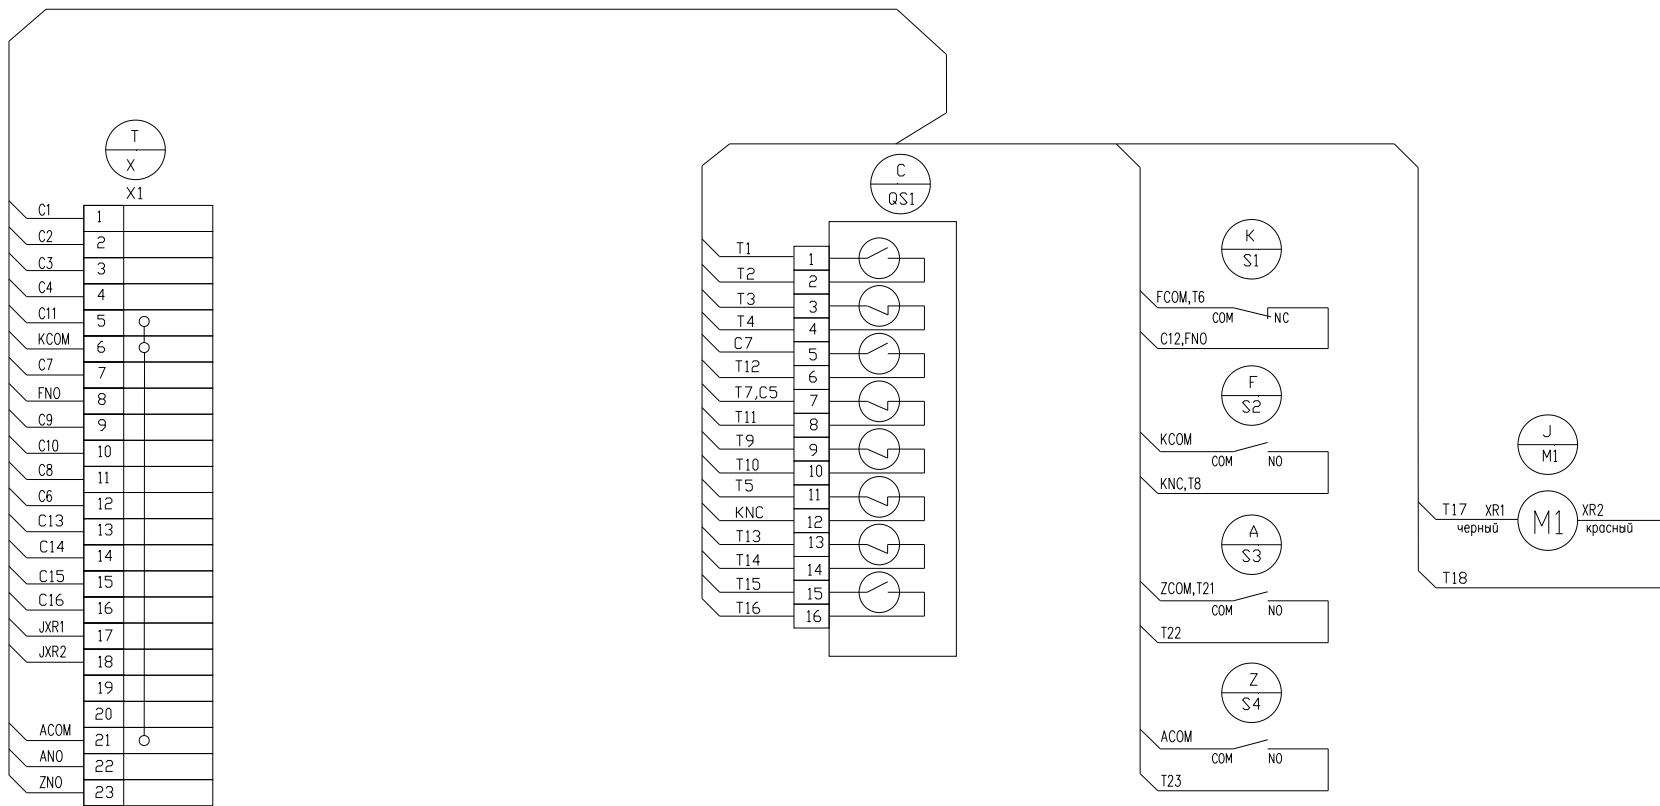 T
X
X1
C1 1
C2 2
C3 3
C4 4
C11 5
KCOM 6
C7 7
FNO 8
C9 9
C10 10
C8 11
C6 12
C13 13
C14 14
C15 15
C16 16
JXR1 17
JXR2 18
19
20
ACOM 21
ANO 22
ZNO 23
C
QS1
T1 1
T2 2
T3 3
T4 4
C7 5
T12 6
T7,C5 7
T11 8
T9 9
T10 10
T5 11
KNC 12
T13 13
T14 14
T15 15
T16 16
K
S1
FCOM,T6
COM NC
C12,FNO
F
S2
KCOM
COM NO
KNC,T8
A
S3
ZCOM,T21
COM NO
T22
Z
S4
ACOM
COM NO
T23
J
M1
T17 XR1 M1 XR2
черный красный
T18